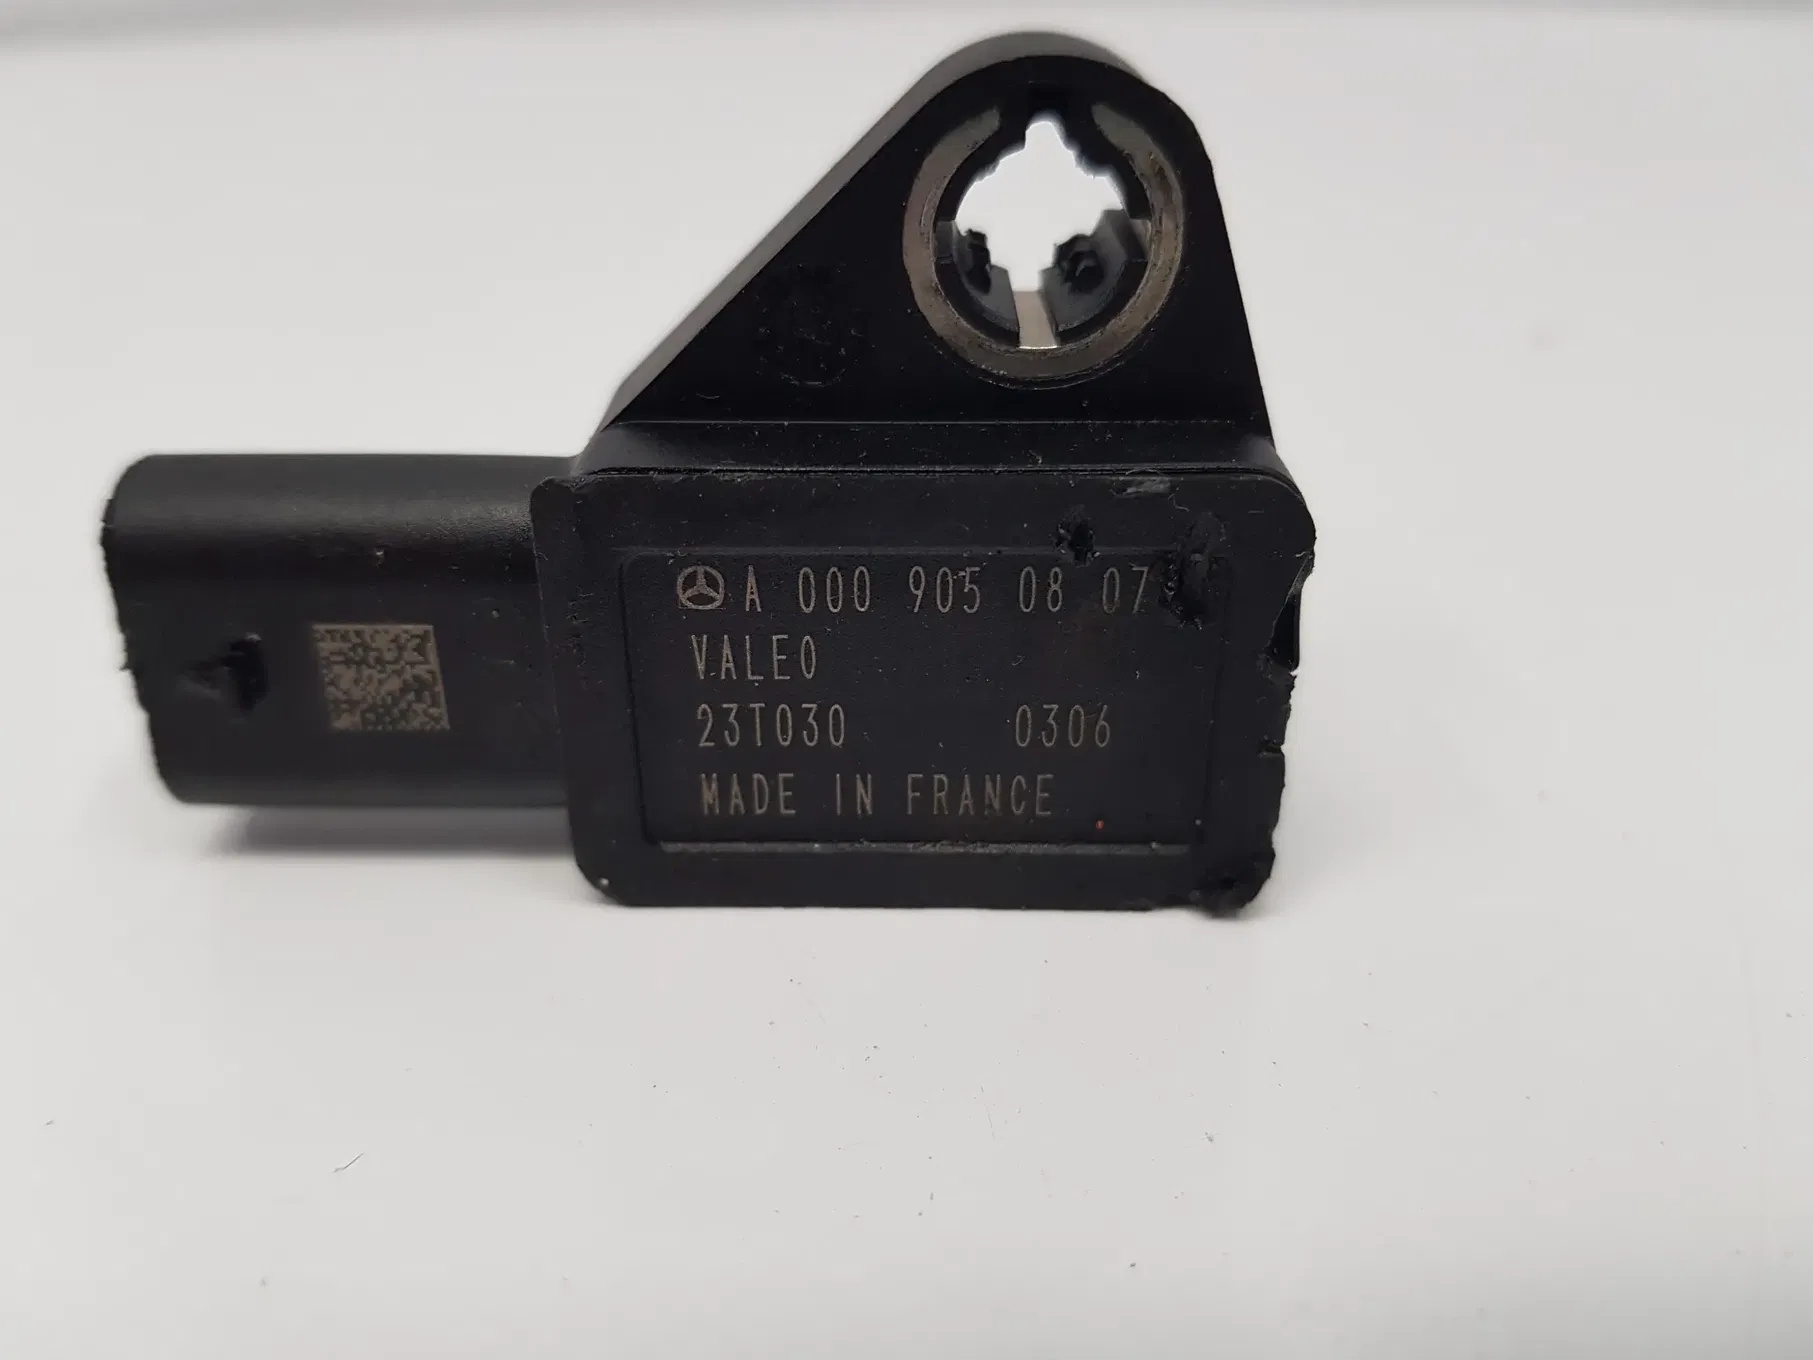 A 000 905 08 07
VALEO
23T030 0306
MADE IN FRANCE